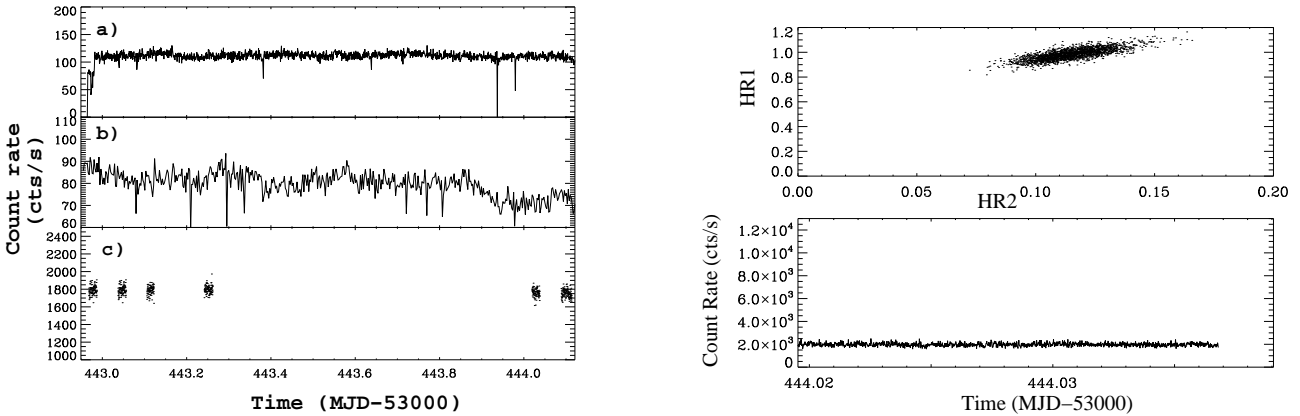 200
a)
150
100
50
0
110
b)
100
90
80
70
60
2400
c)
2200
2000
1800
1600
1400
1200
1000
443.0 443.2 443.4 443.6 443.8 444.0
Time (MJD-53000)
Count rate
(cts/s)
1.2
1.0
0.8
0.6
0.4
0.2
0.0
HR1
0.00 0.05 0.10 0.15 0.20
HR2
1.2×10⁴
1.0×10⁴
8.0×10³
6.0×10³
4.0×10³
2.0×10³
0
Count Rate (cts/s)
444.02 444.03
Time (MJD−53000)